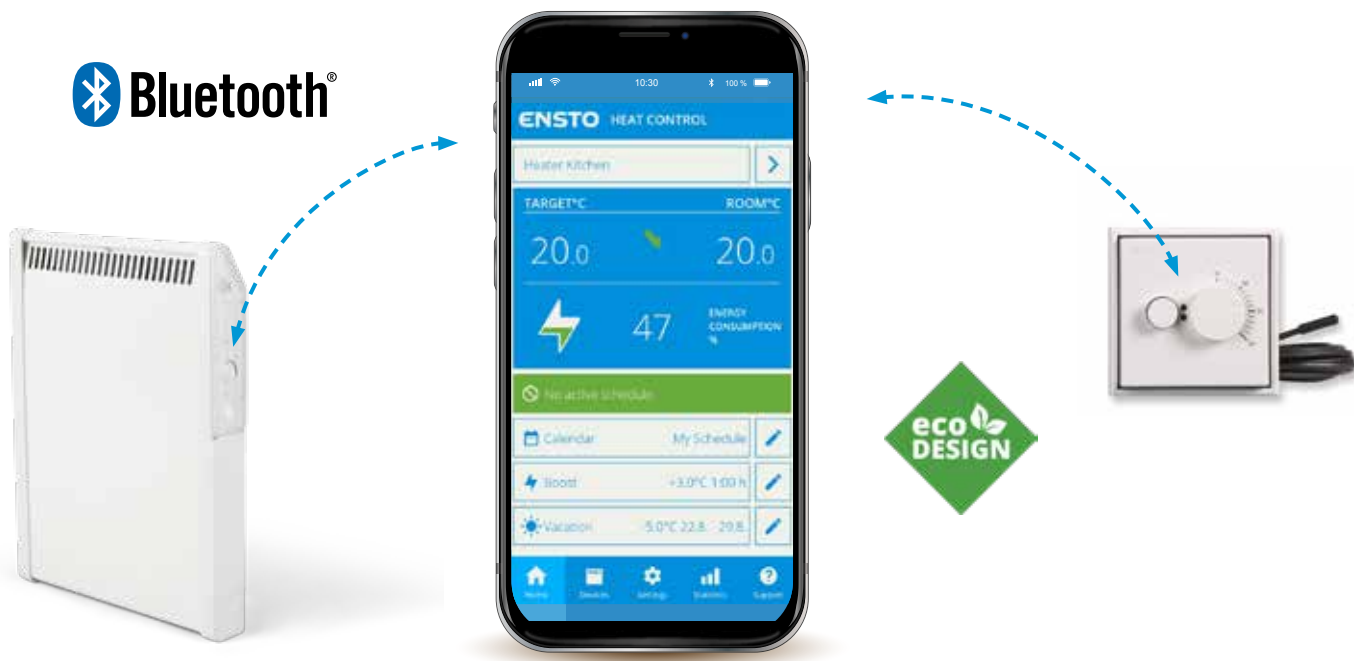 Bluetooth®
10:30
100 %
ENSTO HEAT CONTROL
Heater Kitchen
TARGET°C ROOM°C
20.0 20.0
47 ENERGY
CONSUMPTION
%
No active schedule
Calendar My Schedule
Boost +3.0°C 1:00 h
Vacation -5.0°C 22.8. - 29.8.
Home Devices Settings Statistics Support
eco
DESIGN